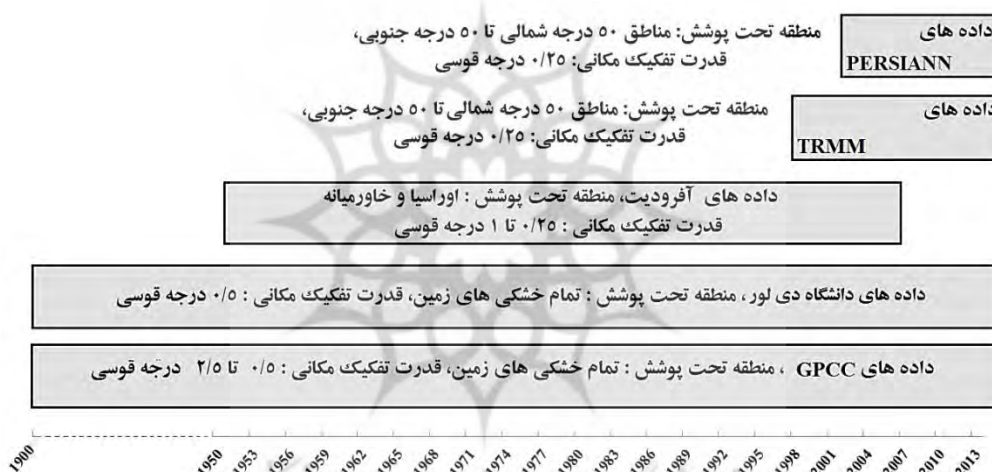 داده های
PERSIANN
منطقه تحت پوشش: مناطق ۵۰ درجه شمالی تا ۵۰ درجه جنوبی،
قدرت تفکیک مکانی: ۰/۲۵ درجه قوسی
داده های
TRMM
منطقه تحت پوشش: مناطق ۵۰ درجه شمالی تا ۵۰ درجه جنوبی،
قدرت تفکیک مکانی: ۰/۲۵ درجه قوسی
داده های آفرودیت، منطقه تحت پوشش : اوراسیا و خاورمیانه
قدرت تفکیک مکانی : ۰/۲۵ تا ۱ درجه قوسی
داده های دانشگاه دی لور ، منطقه تحت پوشش : تمام خشکی های زمین، قدرت تفکیک مکانی : ۰/۵ درجه قوسی
داده های GPCC ، منطقه تحت پوشش : تمام خشکی های زمین، قدرت تفکیک مکانی : ۰/۵ تا ۲/۵ درجه قوسی
1900 1950 1953 1956 1959 1962 1965 1968 1971 1974 1977 1980 1983 1986 1989 1992 1995 1998 2001 2004 2007 2010 2013